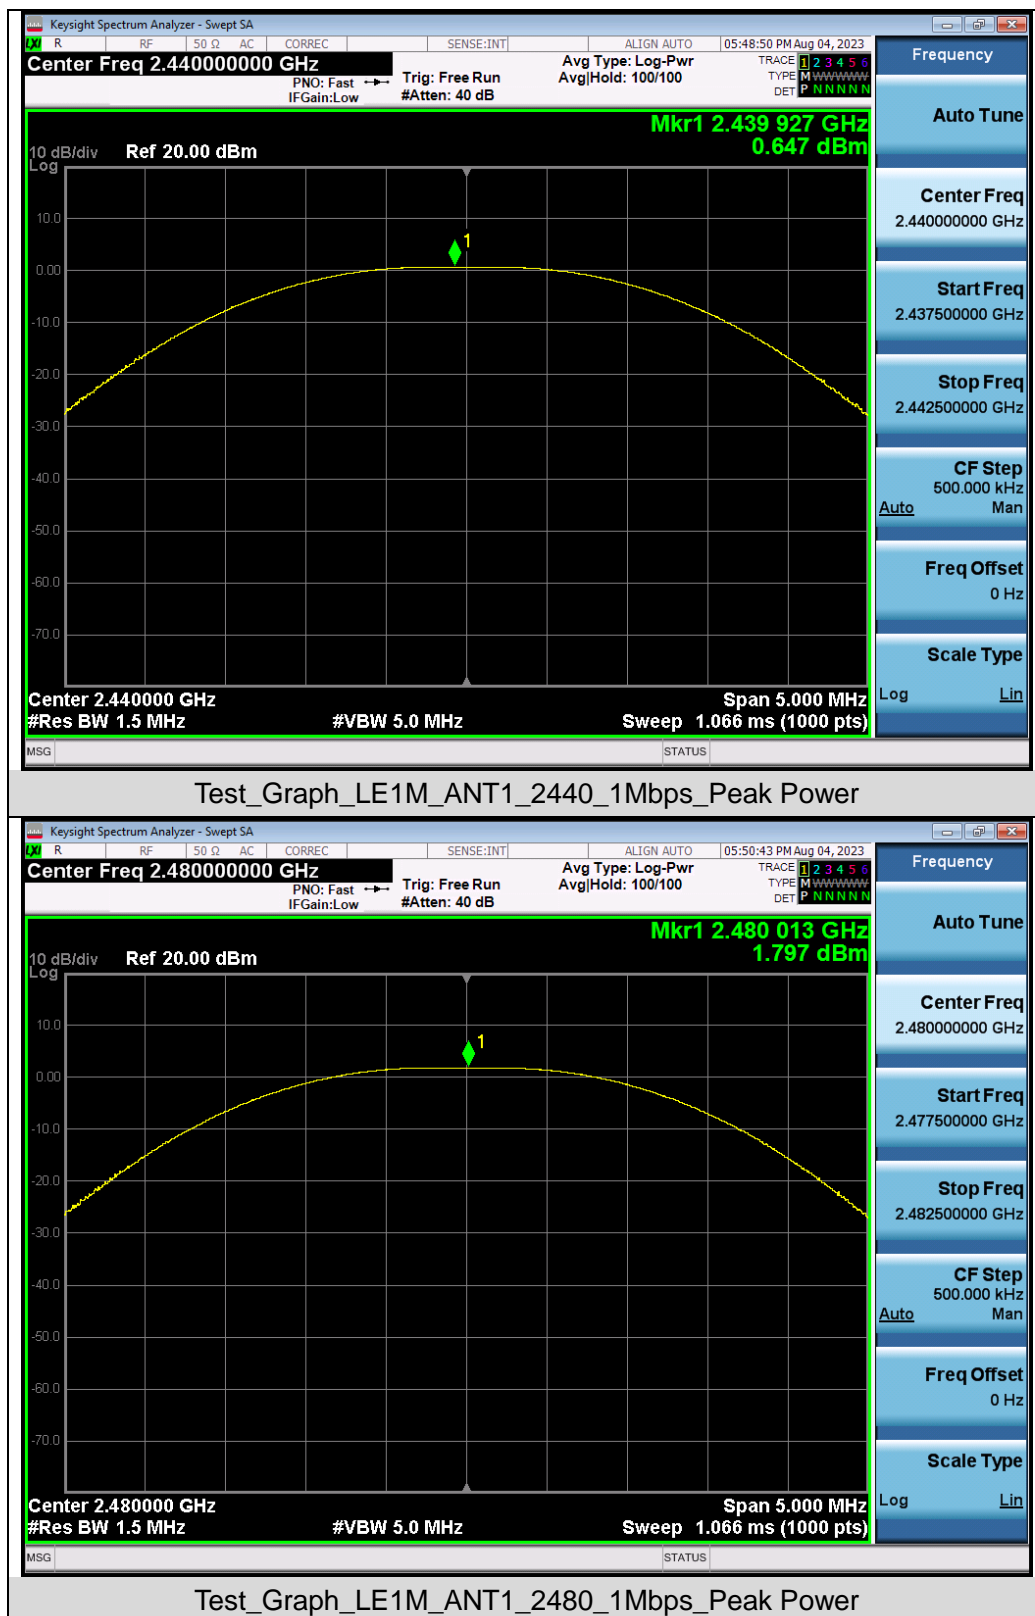 Keysight Spectrum Analyzer - Swept SA
LXI R RF 50 Ω AC CORREC SENSE:INT ALIGN AUTO 05:48:50 PM Aug 04, 2023
Center Freq 2.440000000 GHz Avg Type: Log-Pwr TRACE 1 2 3 4 5 6
PNO: Fast Trig: Free Run Avg|Hold: 100/100 TYPE M WWWWW
IFGain:Low #Atten: 40 dB DET P N N N N N
Mkr1 2.439 927 GHz
10 dB/div Ref 20.00 dBm 0.647 dBm
Log
10.0
1
0.00
-10.0
-20.0
-30.0
-40.0
-50.0
-60.0
-70.0
Center 2.440000 GHz Span 5.000 MHz
#Res BW 1.5 MHz #VBW 5.0 MHz Sweep 1.066 ms (1000 pts)
MSG STATUS
Frequency
Auto Tune
Center Freq
2.440000000 GHz
Start Freq
2.437500000 GHz
Stop Freq
2.442500000 GHz
CF Step
500.000 kHz
Auto Man
Freq Offset
0 Hz
Scale Type
Log Lin
Test_Graph_LE1M_ANT1_2440_1Mbps_Peak Power
Keysight Spectrum Analyzer - Swept SA
LXI R RF 50 Ω AC CORREC SENSE:INT ALIGN AUTO 05:50:43 PM Aug 04, 2023
Center Freq 2.480000000 GHz Avg Type: Log-Pwr TRACE 1 2 3 4 5 6
PNO: Fast Trig: Free Run Avg|Hold: 100/100 TYPE M WWWWW
IFGain:Low #Atten: 40 dB DET P N N N N N
Mkr1 2.480 013 GHz
10 dB/div Ref 20.00 dBm 1.797 dBm
Log
10.0
1
0.00
-10.0
-20.0
-30.0
-40.0
-50.0
-60.0
-70.0
Center 2.480000 GHz Span 5.000 MHz
#Res BW 1.5 MHz #VBW 5.0 MHz Sweep 1.066 ms (1000 pts)
MSG STATUS
Frequency
Auto Tune
Center Freq
2.480000000 GHz
Start Freq
2.477500000 GHz
Stop Freq
2.482500000 GHz
CF Step
500.000 kHz
Auto Man
Freq Offset
0 Hz
Scale Type
Log Lin
Test_Graph_LE1M_ANT1_2480_1Mbps_Peak Power